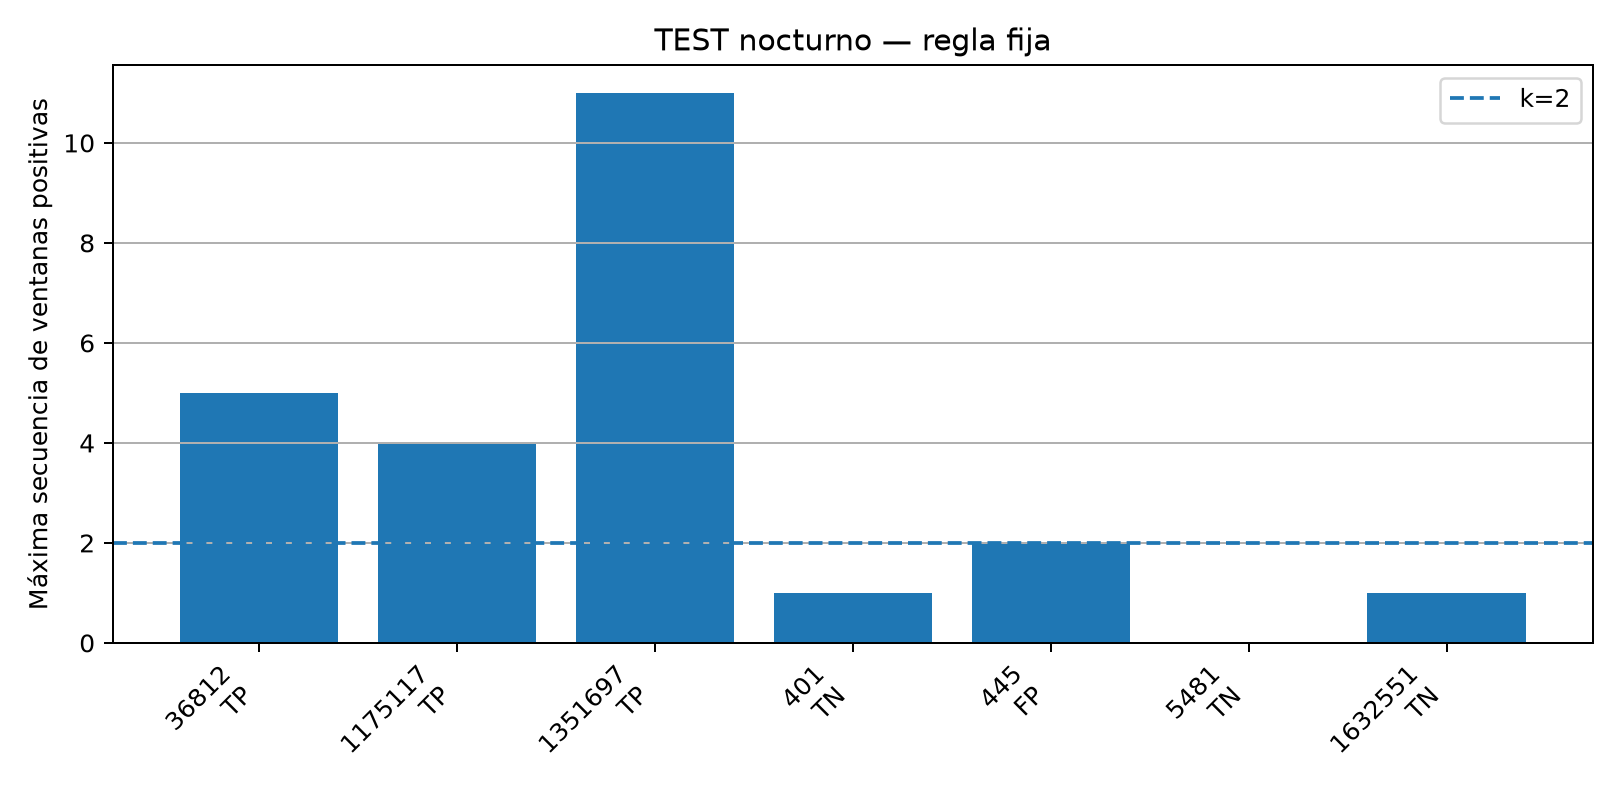 TEST nocturno — regla fija
k=2
Máxima secuencia de ventanas positivas
10
8
6
4
2
0
36812
TP
1175117
TP
1351697
TP
401
TN
445
FP
5481
TN
1632551
TN